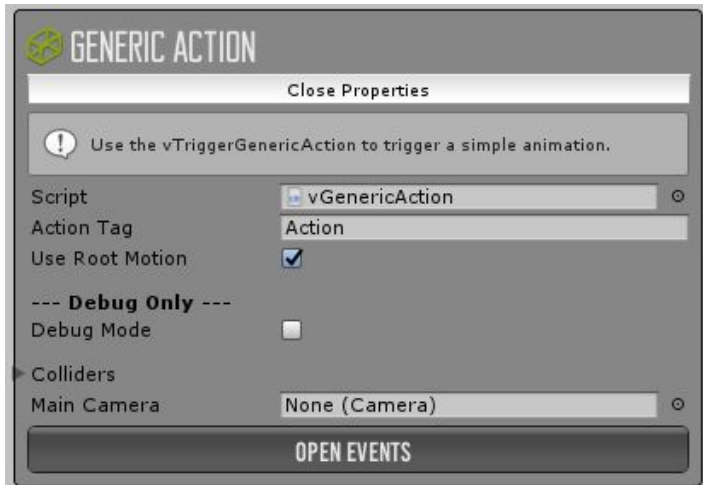 GENERIC ACTION
Close Properties
! Use the vTriggerGenericAction to trigger a simple animation.
Script vGenericAction
Action Tag Action
Use Root Motion
--- Debug Only ---
Debug Mode
Colliders
Main Camera None (Camera)
OPEN EVENTS